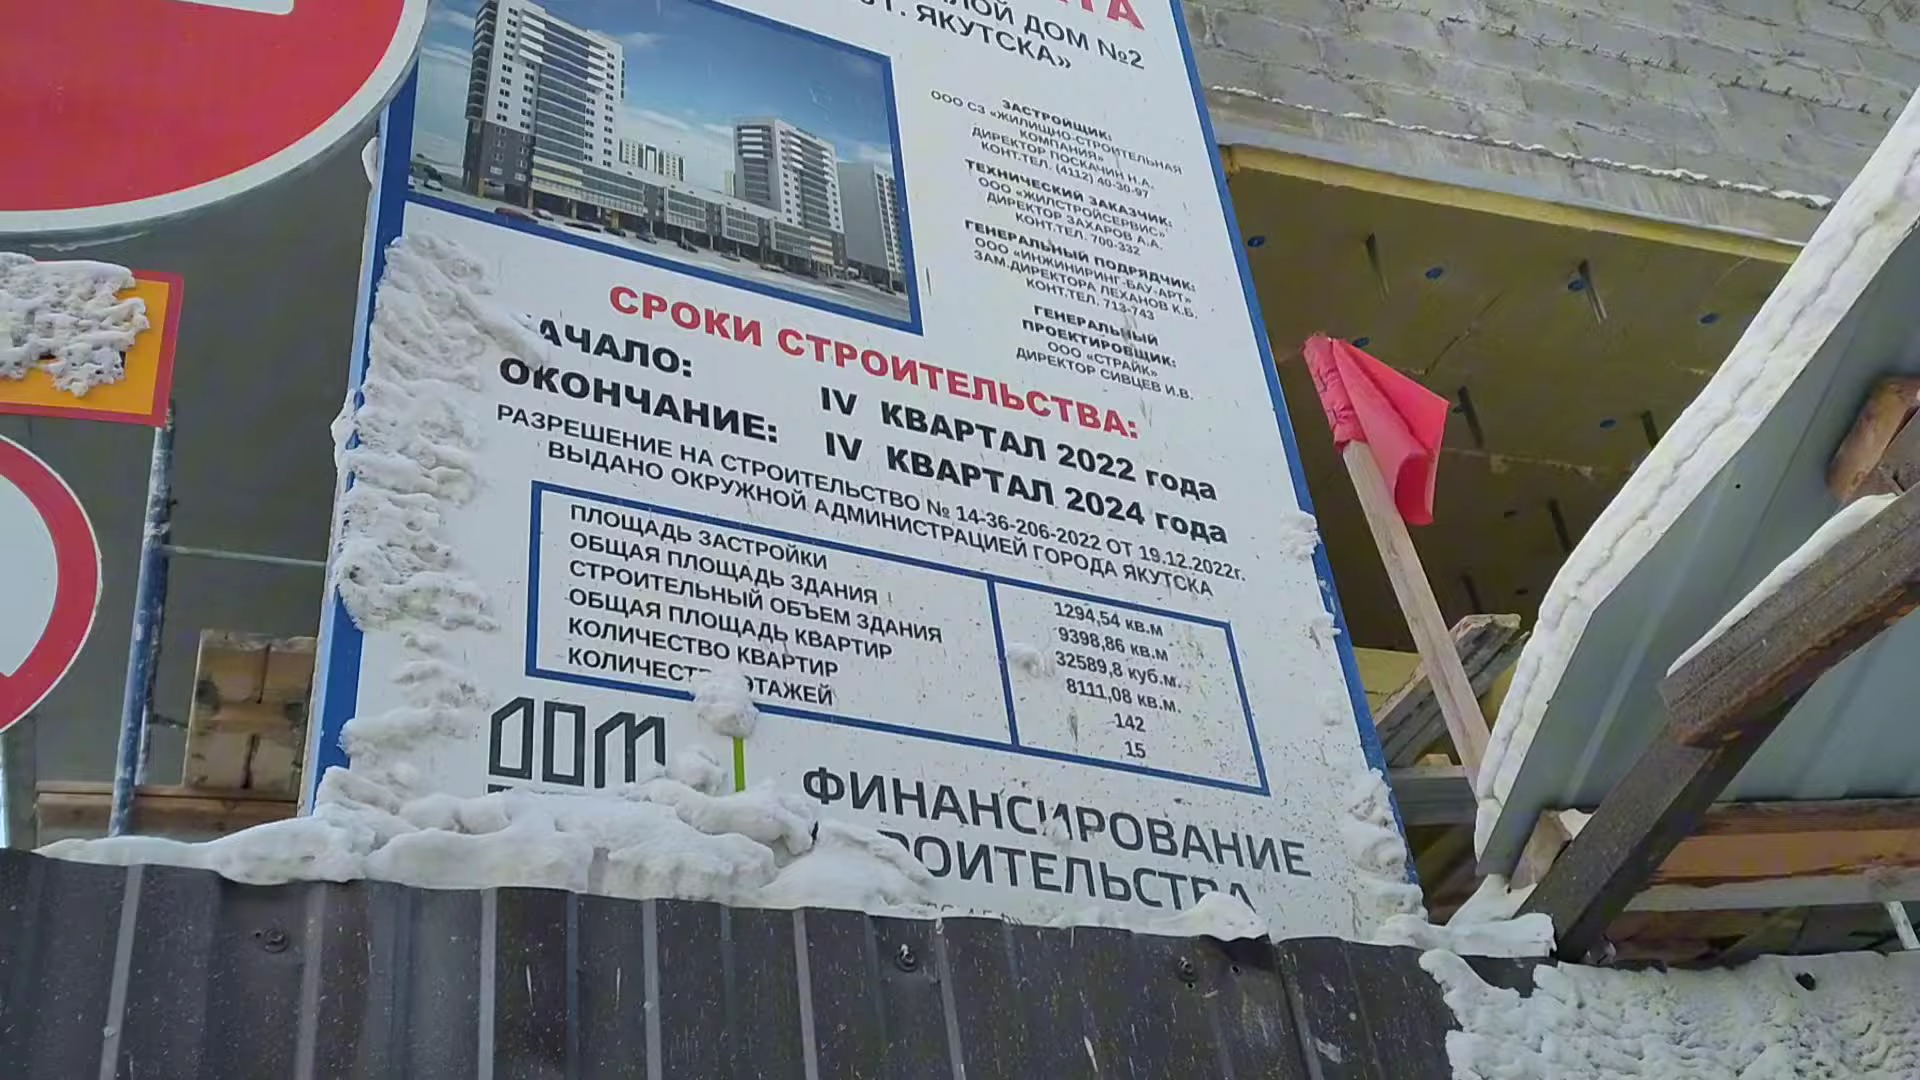 ЛОЙ ДОМ №2
Г. ЯКУТСКА»
ЗАСТРОЙЩИК:
ООО СЗ «ЖИЛИЩНО-СТРОИТЕЛЬНАЯ
КОМПАНИЯ»
ДИРЕКТОР ПОСКАЧИН Н.А.
КОНТ.ТЕЛ. (4112) 40-30-97
ТЕХНИЧЕСКИЙ ЗАКАЗЧИК:
ООО «ЖИЛСТРОЙСЕРВИС»
ДИРЕКТОР ЗАХАРОВ А.А.
КОНТ.ТЕЛ. 700-332
ГЕНЕРАЛЬНЫЙ ПОДРЯДЧИК:
ООО «ИНЖИНИРИНГ-БАУ-АРТ»
ЗАМ.ДИРЕКТОРА ЛЕХАНОВ К.Б.
КОНТ.ТЕЛ. 713-743
ГЕНЕРАЛЬНЫЙ
ПРОЕКТИРОВЩИК:
ООО «СТРАЙК»
ДИРЕКТОР СИВЦЕВ И.В.
СРОКИ СТРОИТЕЛЬСТВА:
АЧАЛО: IV КВАРТАЛ 2022 года
ОКОНЧАНИЕ: IV КВАРТАЛ 2024 года
РАЗРЕШЕНИЕ НА СТРОИТЕЛЬСТВО № 14-36-206-2022 ОТ 19.12.2022г.
ВЫДАНО ОКРУЖНОЙ АДМИНИСТРАЦИЕЙ ГОРОДА ЯКУТСКА
ПЛОЩАДЬ ЗАСТРОЙКИ 1294,54 кв.м
ОБЩАЯ ПЛОЩАДЬ ЗДАНИЯ 9398,86 кв.м
СТРОИТЕЛЬНЫЙ ОБЪЕМ ЗДАНИЯ 32589,8 куб.м.
ОБЩАЯ ПЛОЩАДЬ КВАРТИР 8111,08 кв.м.
КОЛИЧЕСТВО КВАРТИР 142
КОЛИЧЕСТ ЭТАЖЕЙ 15
ДОМ
ФИНАНСИРОВАНИЕ
РОИТЕЛЬСТВА